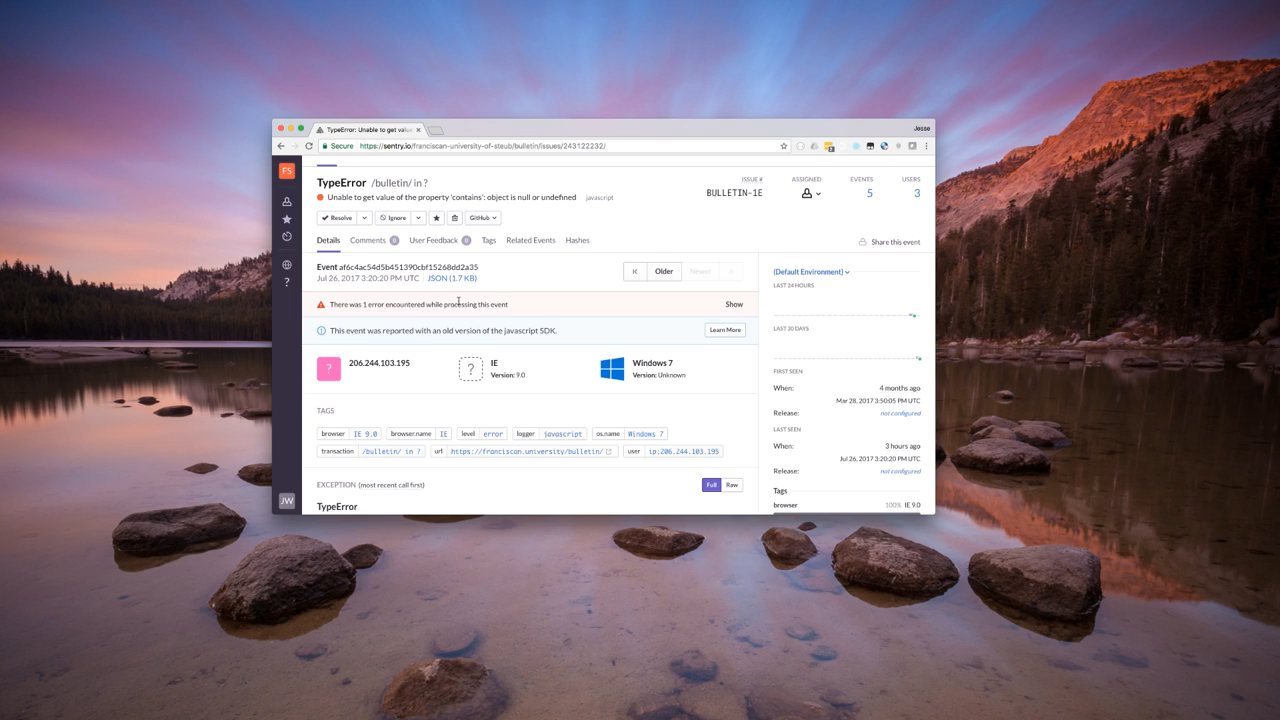 TypeError: Unable to get valu
Jesse
Secure https://sentry.io/franciscan-university-of-steub/bulletin/issues/243122232/
FS
TypeError /bulletin/ in ?
Unable to get value of the property 'contains': object is null or undefined javascript
ISSUE # ASSIGNED EVENTS USERS
BULLETIN-1E 5 3
Resolve Ignore GitHub
Details Comments 0 User Feedback 0 Tags Related Events Hashes
Share this event
Event af6c4ac54d5b451390cbf15268dd2a35
Jul 26, 2017 3:20:20 PM UTC JSON (1.7 KB)
Older Newer
There was 1 error encountered while processing this event Show
This event was reported with an old version of the javascript SDK. Learn More
? 206.244.103.195
? IE
Version: 9.0
Windows 7
Version: Unknown
TAGS
browser IE 9.0 browser.name IE level error logger javascript os.name Windows 7
transaction /bulletin/ in ? url https://franciscan.university/bulletin/ user ip:206.244.103.195
EXCEPTION (most recent call first) Full Raw
TypeError
(Default Environment)
LAST 24 HOURS
LAST 30 DAYS
FIRST SEEN
When: 4 months ago
Mar 28, 2017 3:50:05 PM UTC
Release: not configured
LAST SEEN
When: 3 hours ago
Jul 26, 2017 3:20:20 PM UTC
Release: not configured
Tags
browser 100% IE 9.0
?
JW